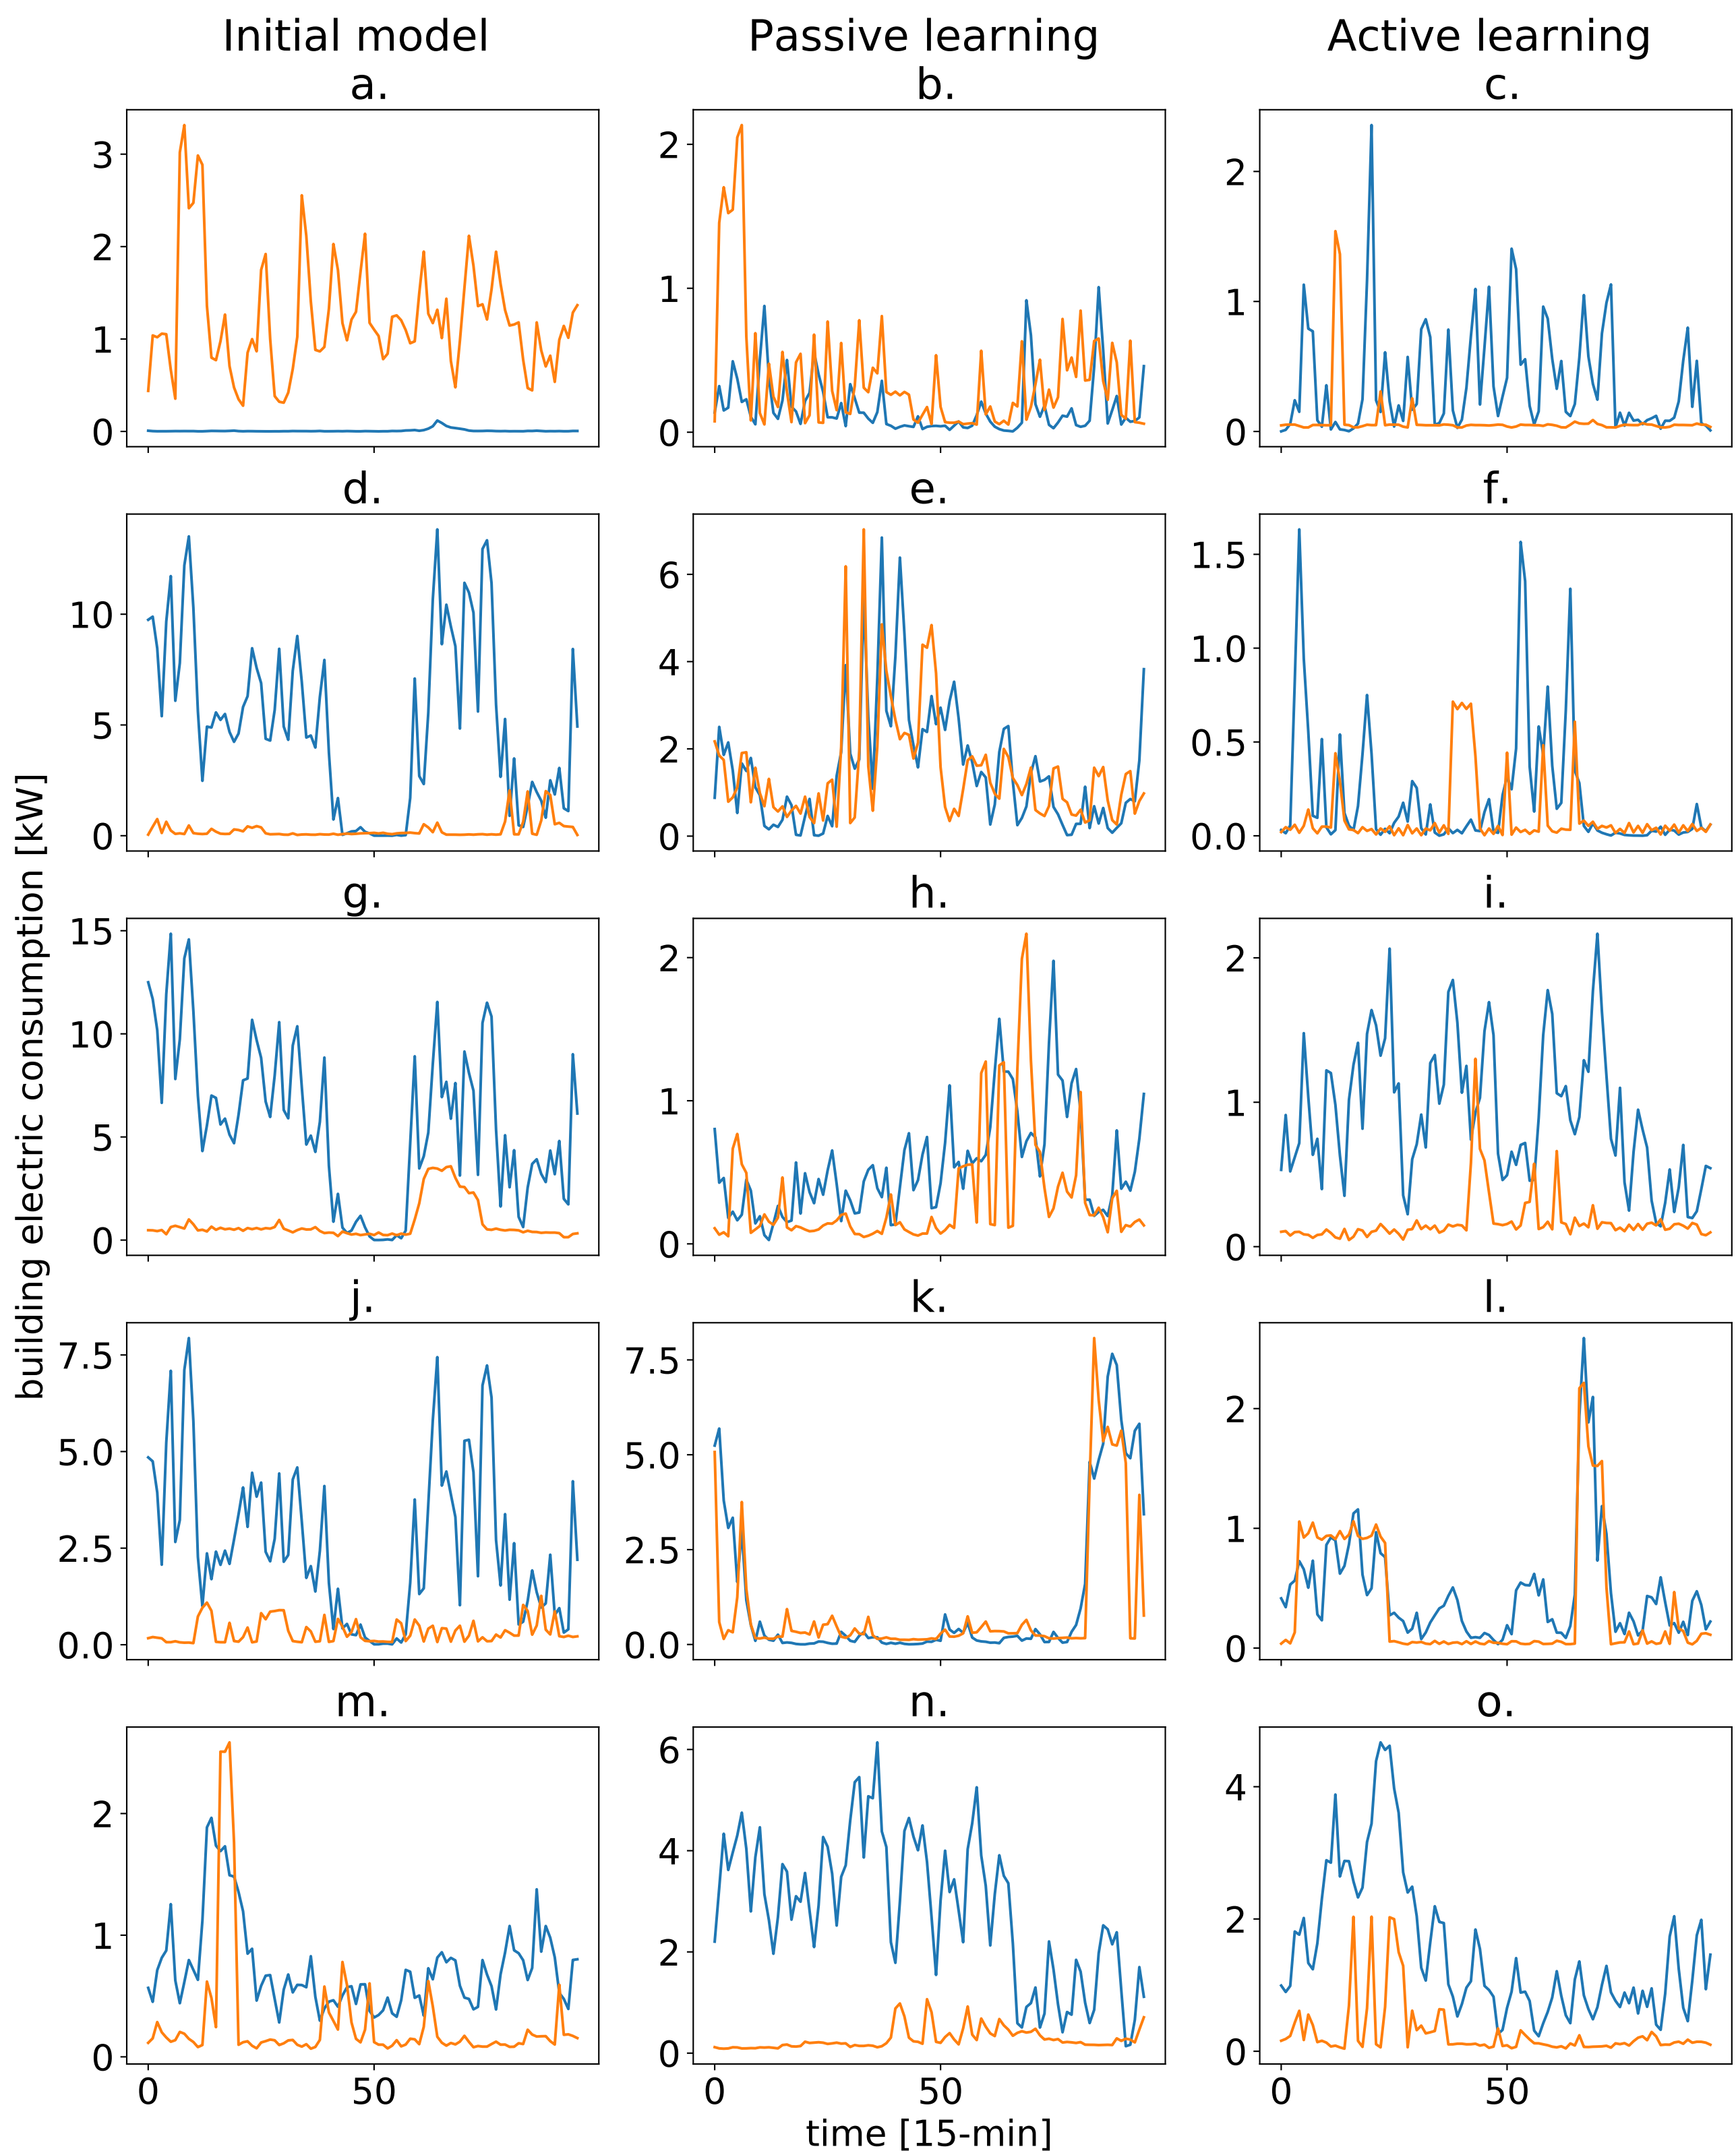 Initial model
Passive learning
Active learning
a.
b.
c.
3
2
1
0
2
1
0
2
1
0
d.
e.
f.
10
5
0
6
4
2
0
1.5
1.0
0.5
0.0
g.
h.
i.
15
10
5
0
2
1
0
2
1
0
building electric consumption [kW]
j.
k.
l.
7.5
5.0
2.5
0.0
7.5
5.0
2.5
0.0
2
1
0
m.
n.
o.
2
1
0
6
4
2
0
4
2
0
0
50
0
50
0
50
time [15-min]